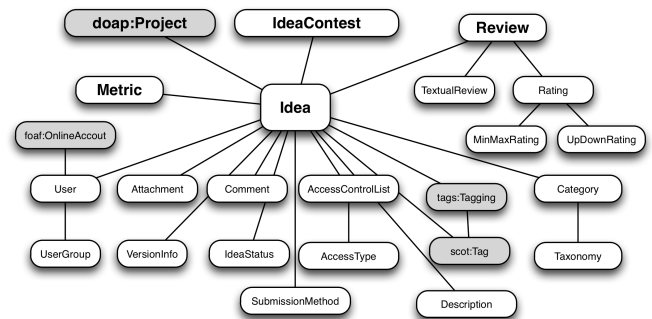 doap:Project
IdeaContest
Review
Metric
Idea
TextualReview
Rating
foaf:OnlineAccout
MinMaxRating
UpDownRating
User
Attachment
Comment
AccessControlList
tags:Tagging
Category
UserGroup
VersionInfo
IdeaStatus
AccessType
scot:Tag
Taxonomy
SubmissionMethod
Description